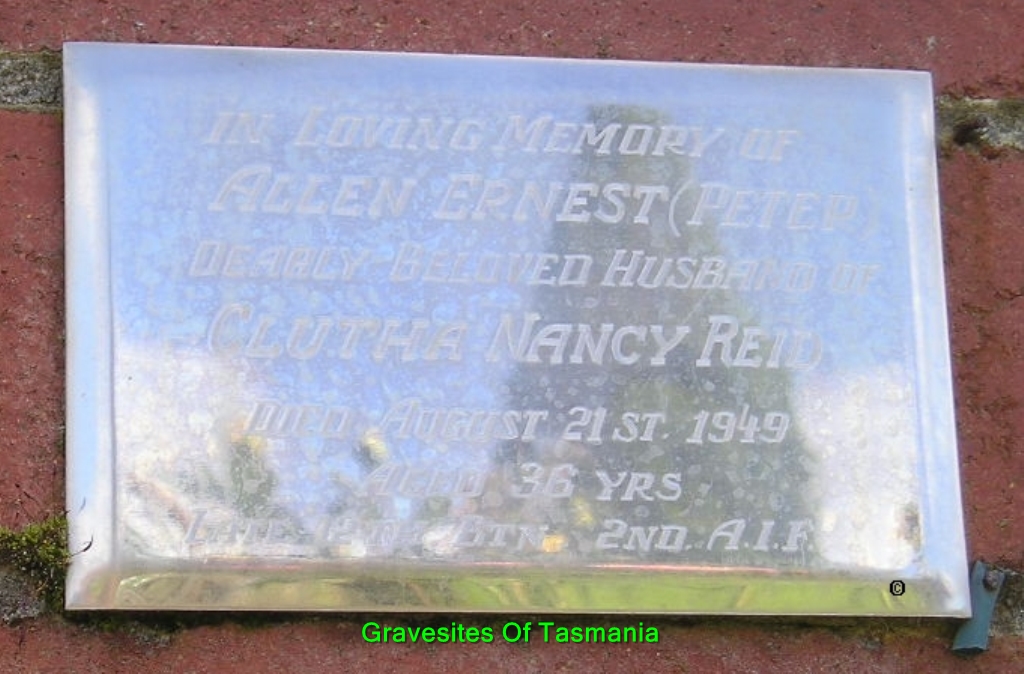 IN LOVING MEMORY OF
ALLEN ERNEST (PETER)
DEARLY BELOVED HUSBAND OF
CLUTHA NANCY REID
DIED AUGUST 21ST. 1949
AGED 36 YRS
LATE 12TH BTN. 2ND. A.I.F.
©
Gravesites Of Tasmania